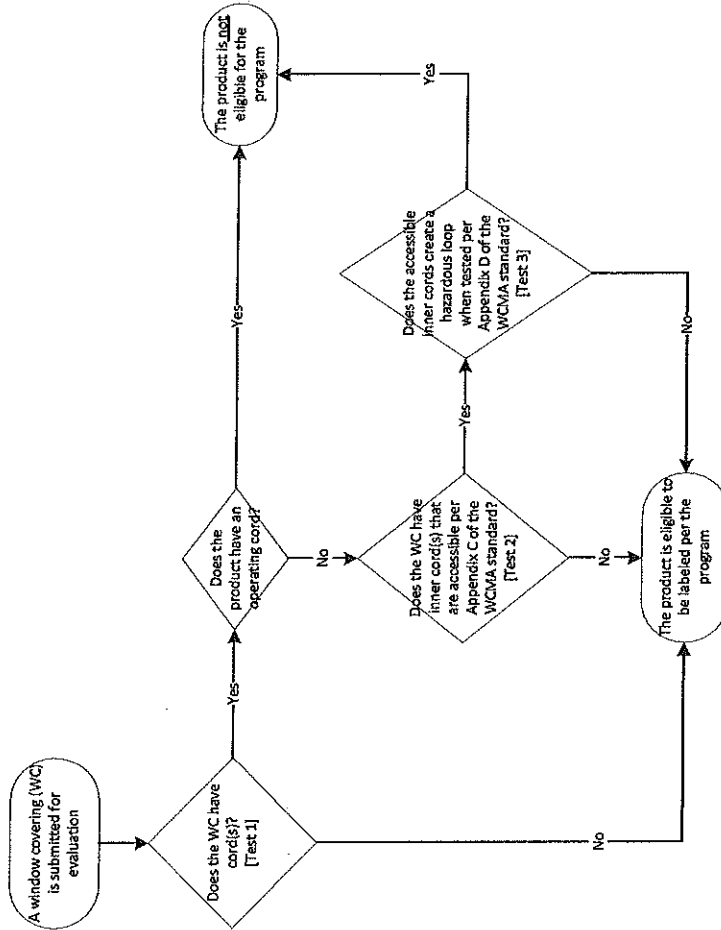 A window covering (WC)
is submitted for
evaluation
Does the WC have
cord(s)?
[Test 1]
Yes
No
Does the
product have an
operating cord?
Yes
No
Does the WC have
inner cord(s) that
are accessible per
Appendix C of the
WCMA standard?
[Test 2]
Yes
No
Does the accessible
inner cords create a
hazardous loop
when tested per
Appendix D of the
WCMA standard?
[Test 3]
Yes
No
The product is not
eligible for the
program
The product is eligible to
be labeled per the
program